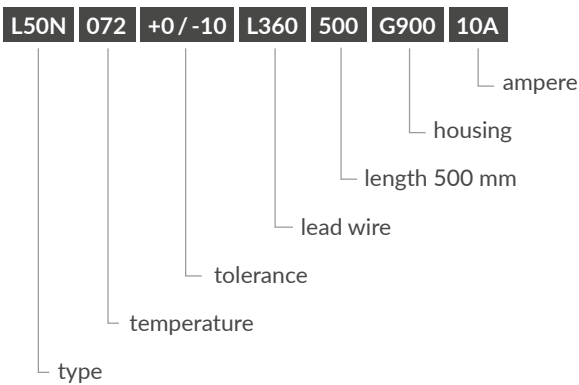 L50N 072 +0 / -10 L360 500 G900 10A
ampere
housing
length 500 mm
lead wire
tolerance
temperature
type